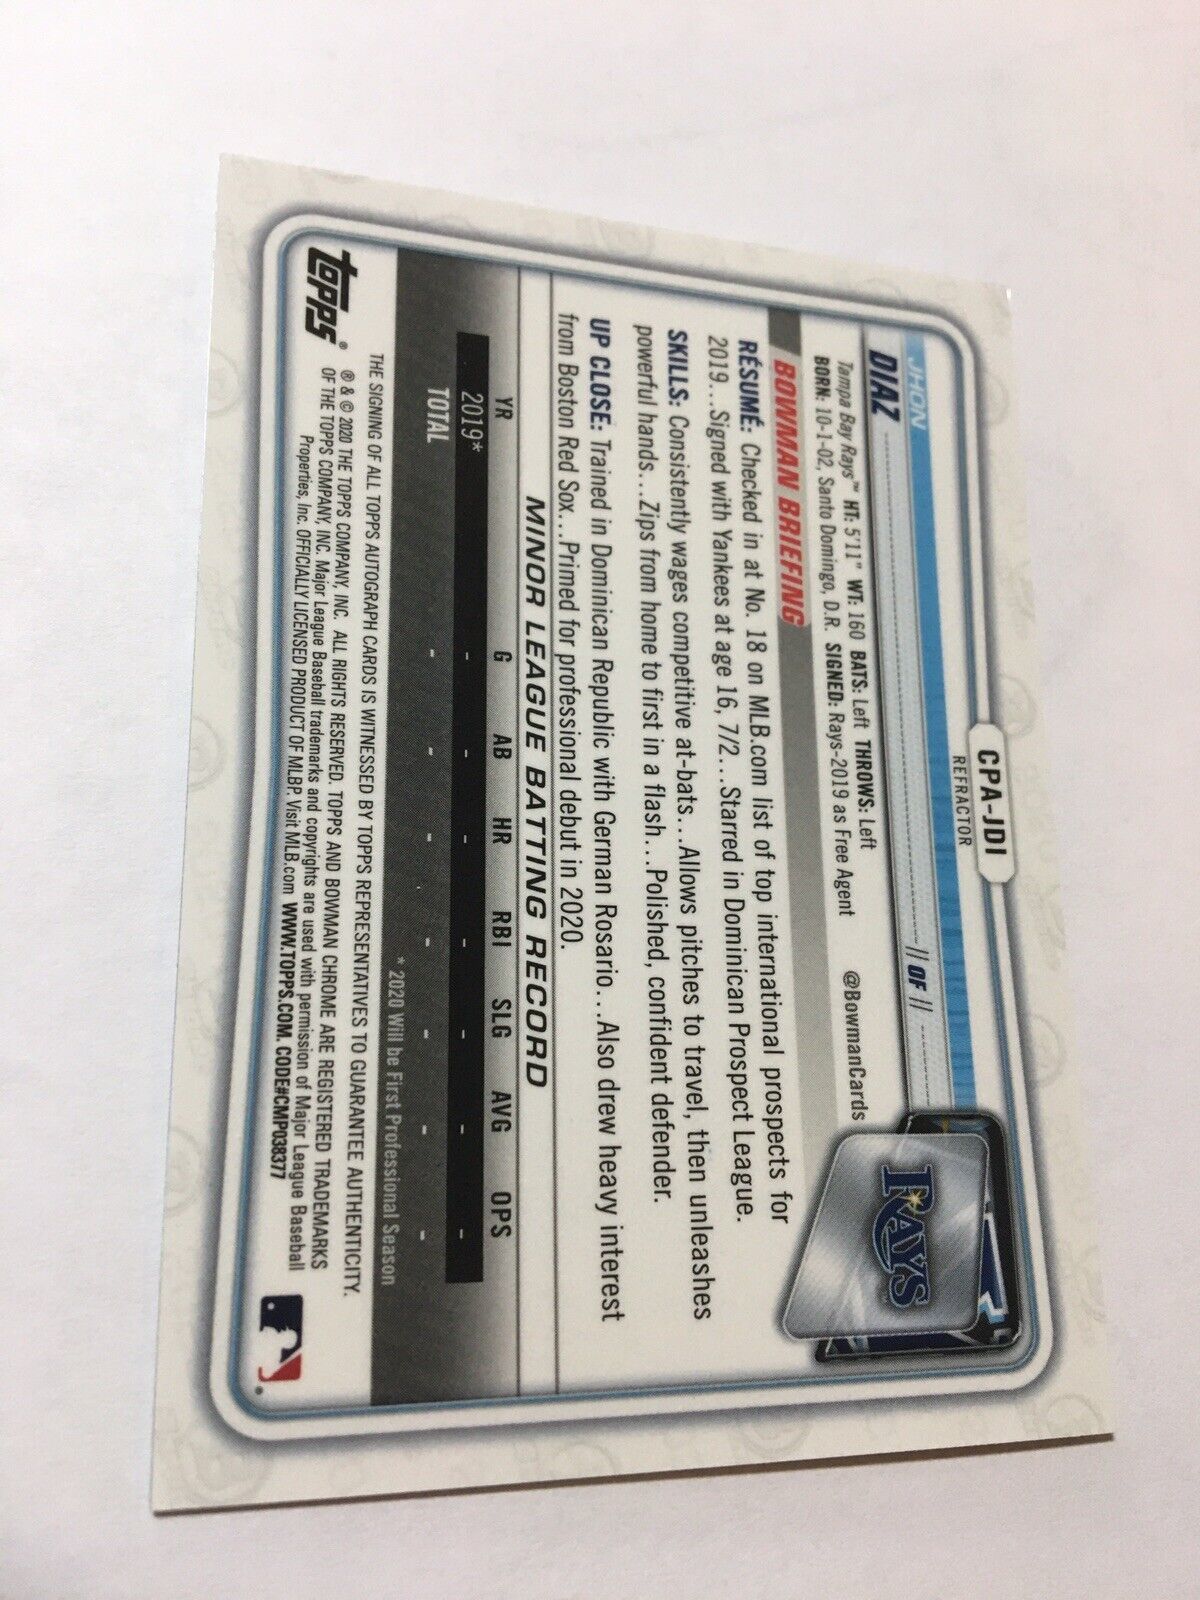 CPA-JDI
REFRACTOR
JHON
DIAZ
OF
Tampa Bay Rays™ HT: 5'11" WT: 160 BATS: Left THROWS: Left
BORN: 10-1-02, Santo Domingo, D.R. SIGNED: Rays-2019 as Free Agent
@BowmanCards
RAYS
BOWMAN BRIEFING
RÉSUMÉ: Checked in at No. 18 on MLB.com list of top international prospects for
2019...Signed with Yankees at age 16, 7/2...Starred in Dominican Prospect League.
SKILLS: Consistently wages competitive at-bats...Allows pitches to travel, then unleashes
powerful hands...Zips from home to first in a flash...Polished, confident defender.
UP CLOSE: Trained in Dominican Republic with German Rosario...Also drew heavy interest
from Boston Red Sox...Primed for professional debut in 2020.
MINOR LEAGUE BATTING RECORD
YR G AB HR RBI SLG AVG OPS
2019* - - - - - - -
TOTAL - - - - - - -
* 2020 Will be First Professional Season
THE SIGNING OF ALL TOPPS AUTOGRAPH CARDS IS WITNESSED BY TOPPS REPRESENTATIVES TO GUARANTEE AUTHENTICITY.
® & © 2020 THE TOPPS COMPANY, INC. ALL RIGHTS RESERVED. TOPPS AND BOWMAN CHROME ARE REGISTERED TRADEMARKS
OF THE TOPPS COMPANY, INC. Major League Baseball trademarks and copyrights are used with permission of Major League Baseball
Properties, Inc. OFFICIALLY LICENSED PRODUCT OF MLBP. Visit MLB.com WWW.TOPPS.COM. CODE#CMP038377
topps®